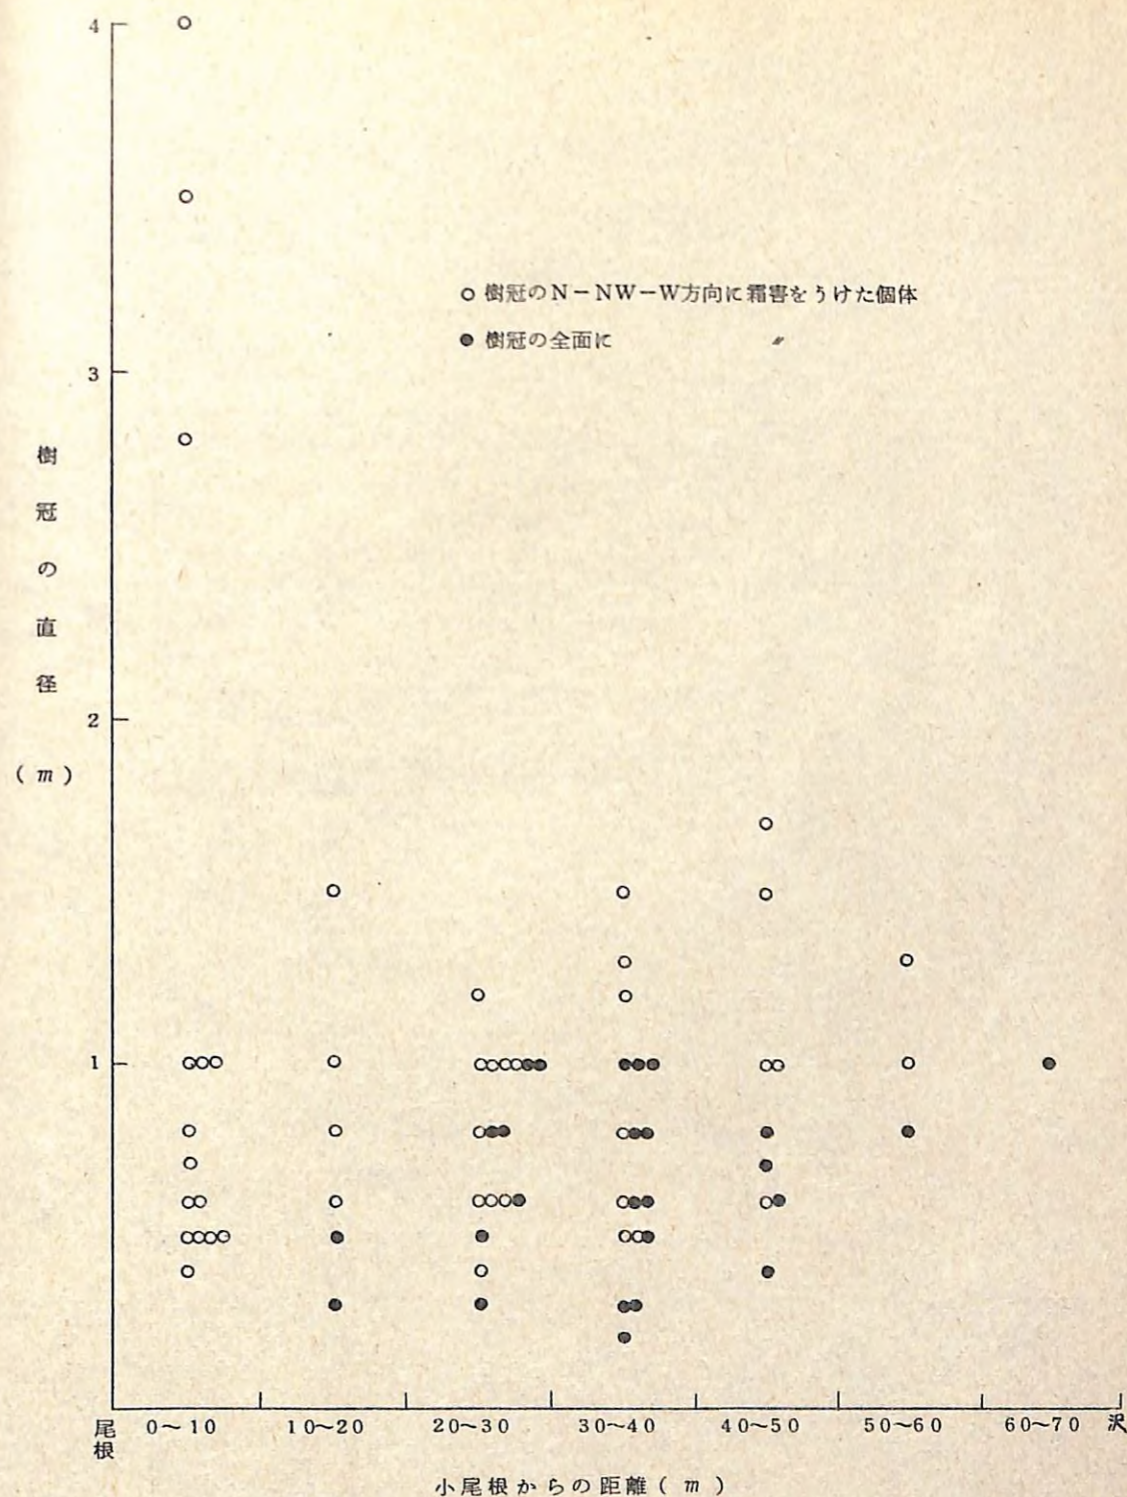 4
○ 樹冠のN－NW－W方向に霜害をうけた個体
● 樹冠の全面に 〃
3
樹冠の直径
(m)
2
1
尾根 0～10 10～20 20～30 30～40 40～50 50～60 60～70 沢
小尾根からの距離(m)